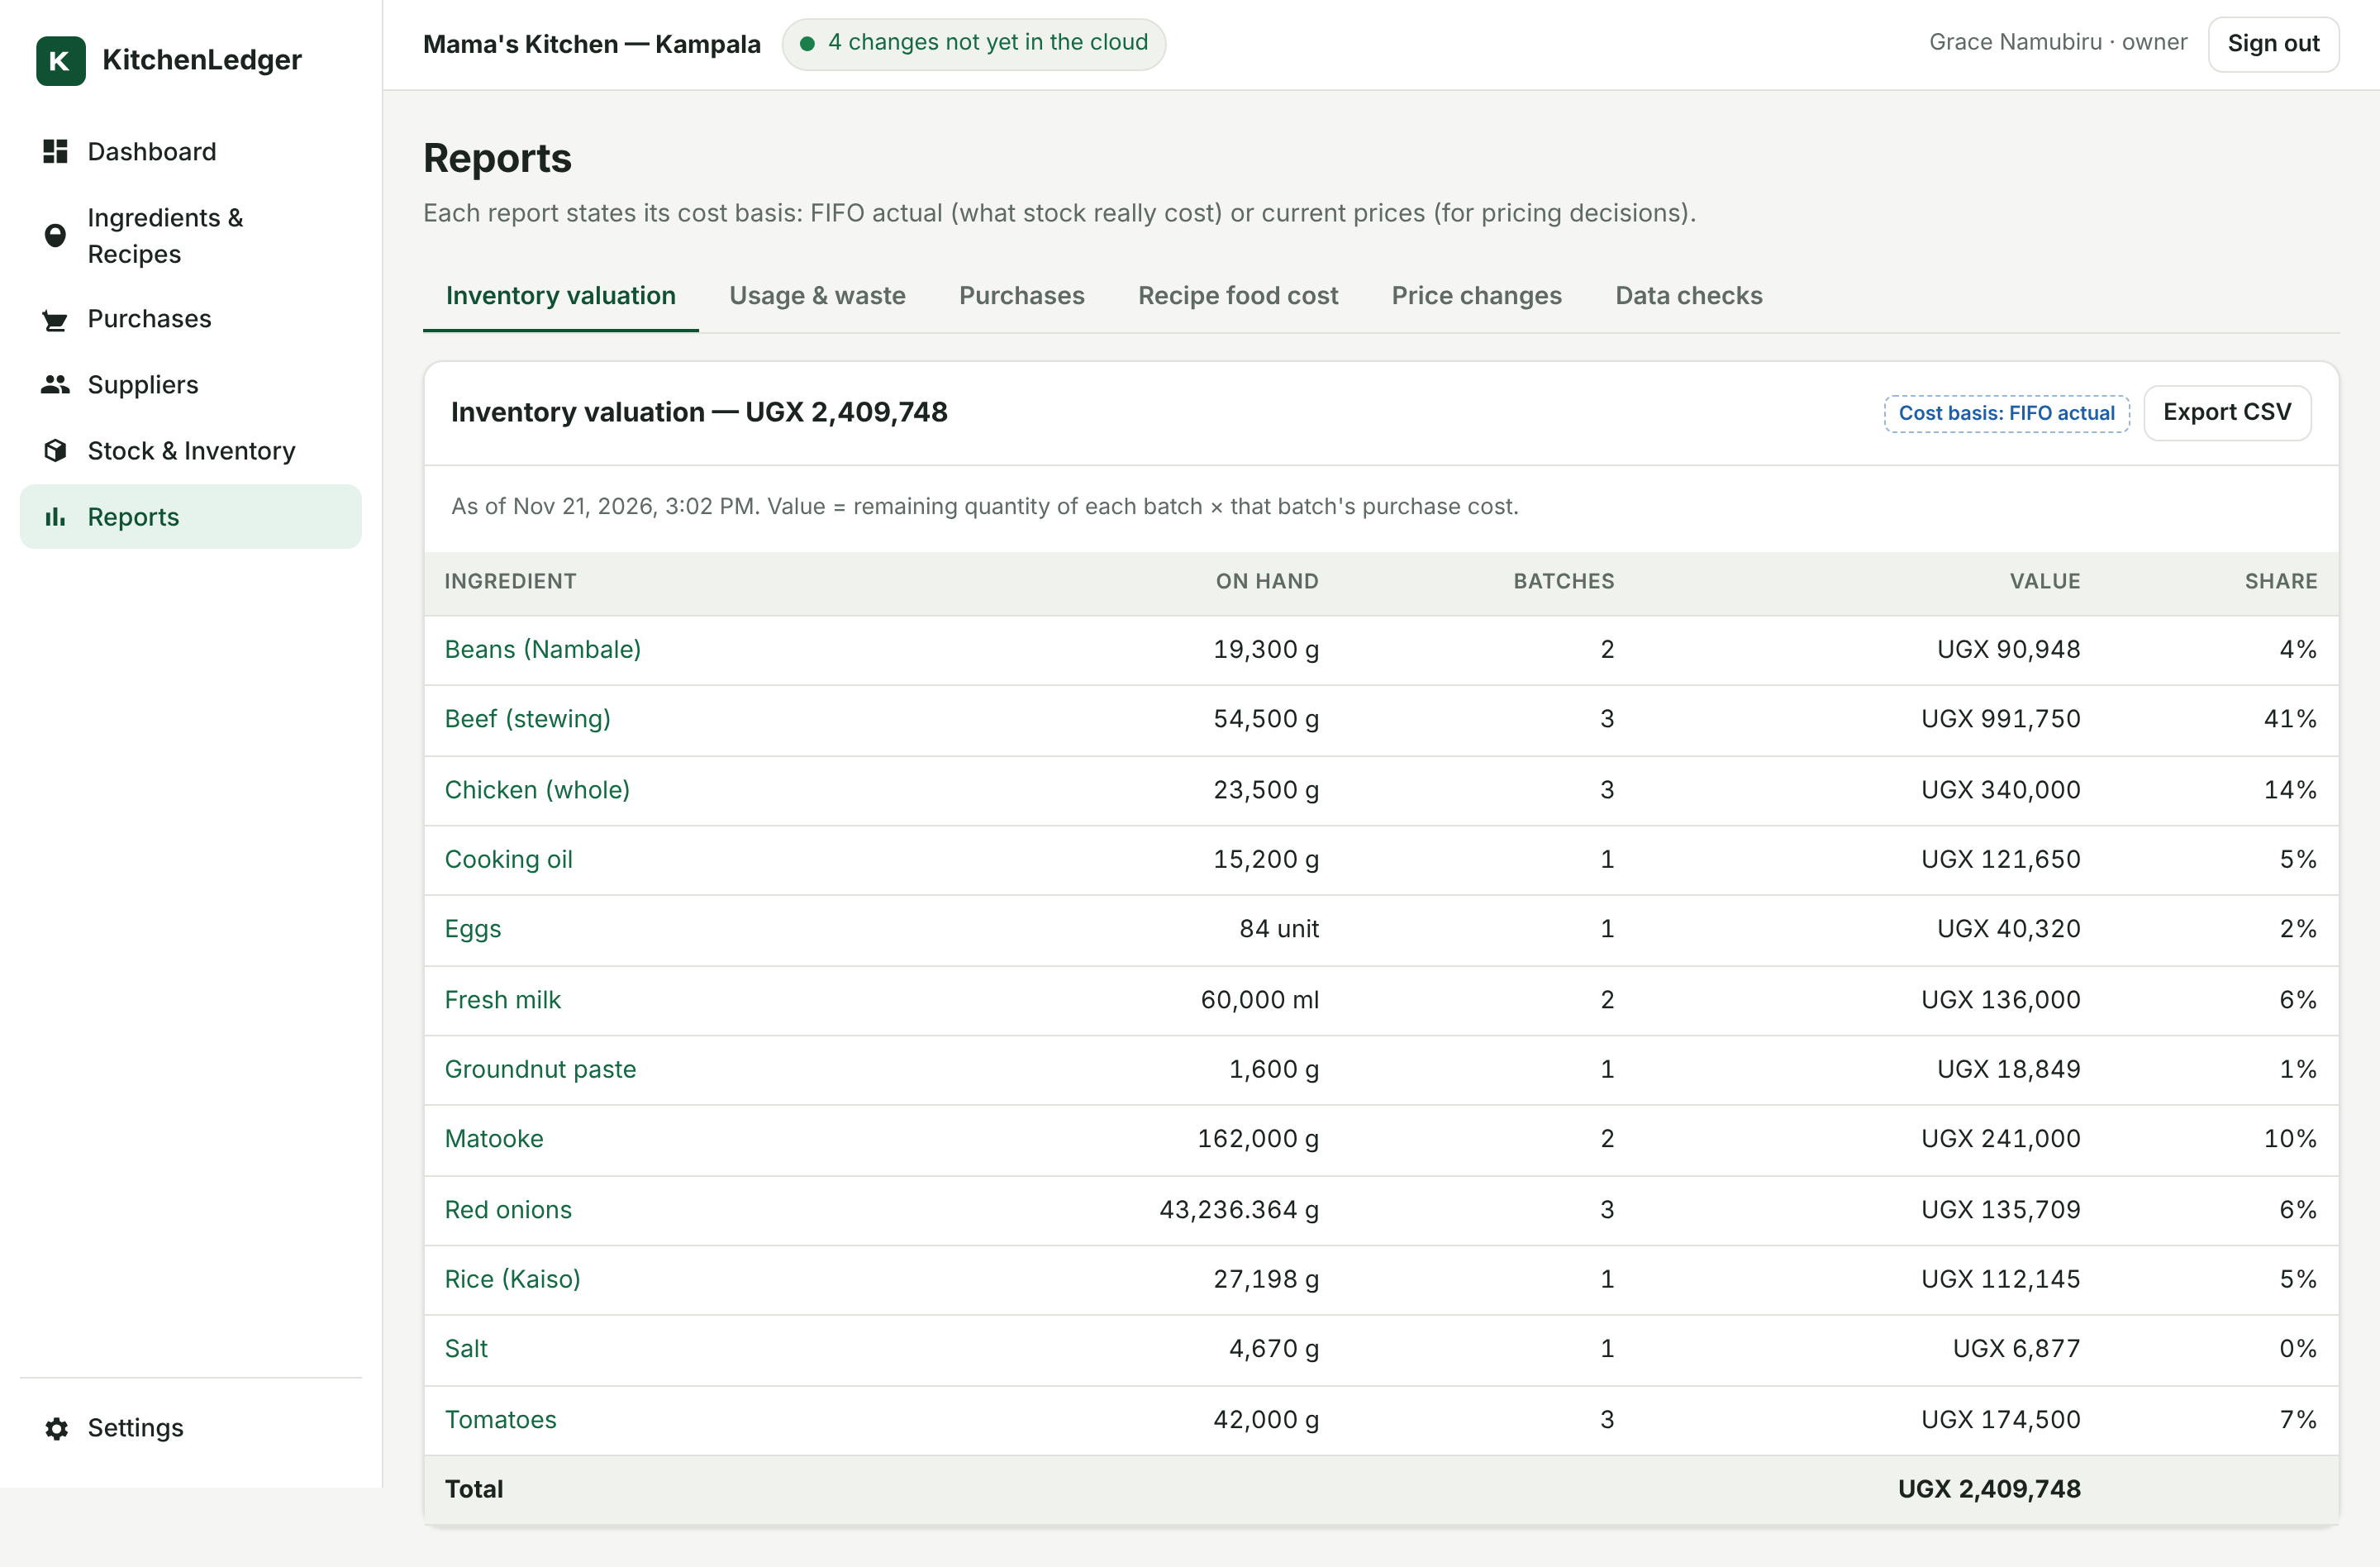 K KitchenLedger
Dashboard
Ingredients &
Recipes
Purchases
Suppliers
Stock & Inventory
Reports
Settings
Mama's Kitchen — Kampala 4 changes not yet in the cloud Grace Namubiru · owner Sign out
Reports
Each report states its cost basis: FIFO actual (what stock really cost) or current prices (for pricing decisions).
Inventory valuation Usage & waste Purchases Recipe food cost Price changes Data checks
Inventory valuation — UGX 2,409,748 Cost basis: FIFO actual Export CSV
As of Nov 21, 2026, 3:02 PM. Value = remaining quantity of each batch × that batch's purchase cost.
INGREDIENT ON HAND BATCHES VALUE SHARE
Beans (Nambale) 19,300 g 2 UGX 90,948 4%
Beef (stewing) 54,500 g 3 UGX 991,750 41%
Chicken (whole) 23,500 g 3 UGX 340,000 14%
Cooking oil 15,200 g 1 UGX 121,650 5%
Eggs 84 unit 1 UGX 40,320 2%
Fresh milk 60,000 ml 2 UGX 136,000 6%
Groundnut paste 1,600 g 1 UGX 18,849 1%
Matooke 162,000 g 2 UGX 241,000 10%
Red onions 43,236.364 g 3 UGX 135,709 6%
Rice (Kaiso) 27,198 g 1 UGX 112,145 5%
Salt 4,670 g 1 UGX 6,877 0%
Tomatoes 42,000 g 3 UGX 174,500 7%
Total UGX 2,409,748